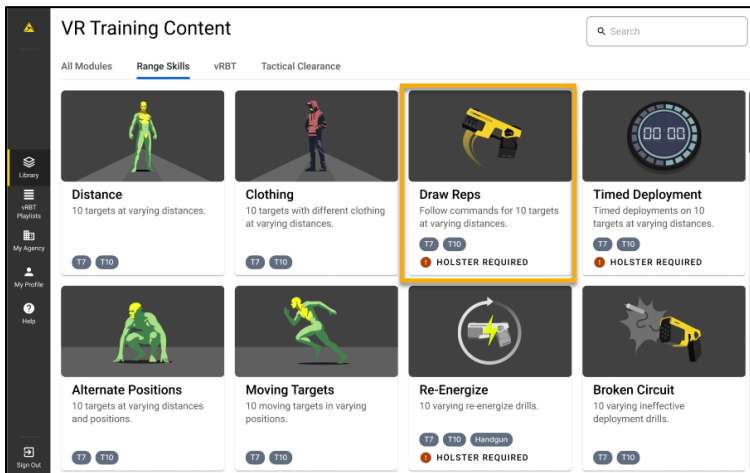 VR Training Content
Search
All Modules
Range Skills
vRBT
Tactical Clearance
Library
vRBT
Playlists
My Agency
My Profile
Help
Sign Out
Distance
10 targets at varying distances.
T7 T10
Clothing
10 targets with different clothing
at varying distances.
T7 T10
Draw Reps
Follow commands for 10 targets
at varying distances.
T7 T10
HOLSTER REQUIRED
00 00
Timed Deployment
Timed deployments on 10
targets at varying distances.
T7 T10
HOLSTER REQUIRED
Alternate Positions
10 targets at varying distances
and positions.
T7 T10
Moving Targets
10 moving targets in varying
positions.
T7 T10
Re-Energize
10 varying re-energize drills.
T7 T10 Handgun
HOLSTER REQUIRED
Broken Circuit
10 varying ineffective
deployment drills.
T7 T10